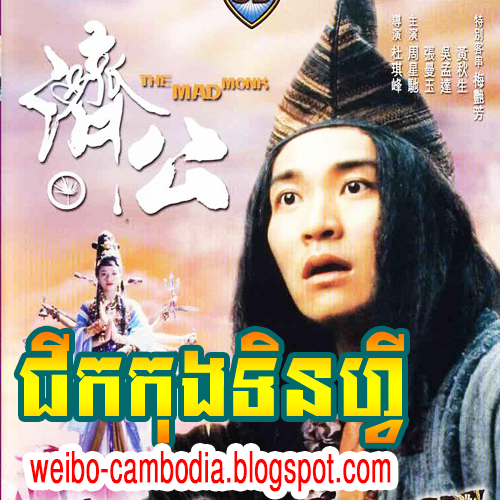 濟公
THE
MAD MONK
特別客串 梅艷芳
黃秋生
吳孟達
張曼玉
主演 周星馳
導演 杜琪峰
ជីកកុងទិនហ្វី
weibo-cambodia.blogspot.com